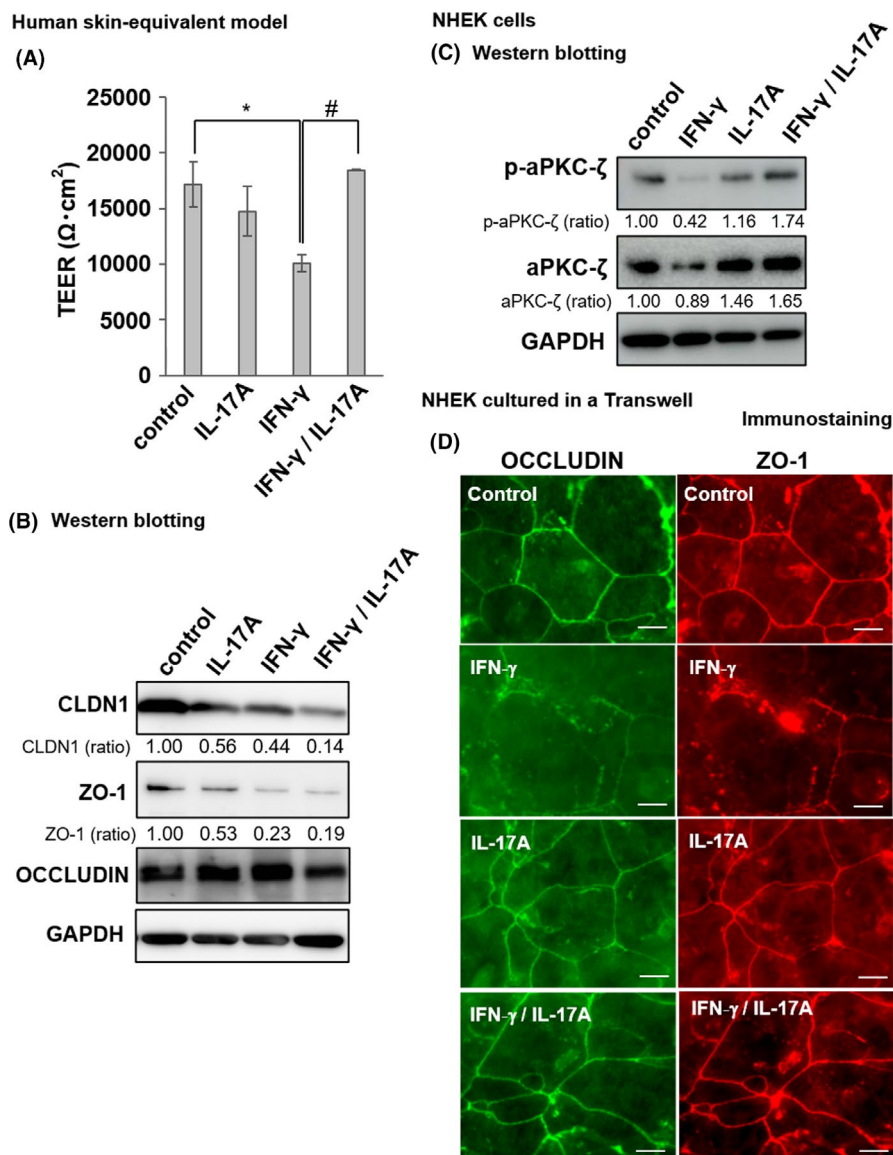 Human skin-equivalent model
(A)
25000
20000
15000
10000
5000
0
TEER (Ω·cm²)
*
#
control
IL-17A
IFN-γ
IFN-γ / IL-17A
(B) Western blotting
control
IL-17A
IFN-γ
IFN-γ / IL-17A
CLDN1
CLDN1 (ratio) 1.00 0.56 0.44 0.14
ZO-1
ZO-1 (ratio) 1.00 0.53 0.23 0.19
OCCLUDIN
GAPDH
NHEK cells
(C) Western blotting
control
IFN-γ
IL-17A
IFN-γ / IL-17A
p-aPKC-ζ
p-aPKC-ζ (ratio) 1.00 0.42 1.16 1.74
aPKC-ζ
aPKC-ζ (ratio) 1.00 0.89 1.46 1.65
GAPDH
NHEK cultured in a Transwell
Immunostaining
(D)
OCCLUDIN ZO-1
Control Control
IFN-γ IFN-γ
IL-17A IL-17A
IFN-γ / IL-17A IFN-γ / IL-17A